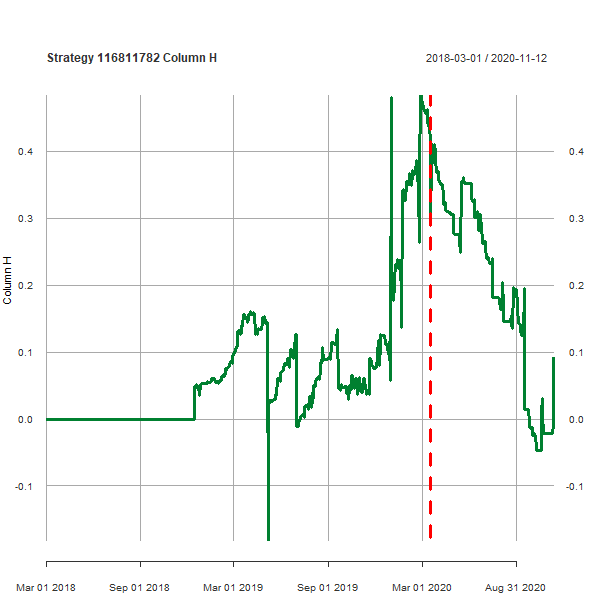 Strategy 116811782 Column H
2018-03-01 / 2020-11-12
Column H
0.4
0.4
0.3
0.3
0.2
0.2
0.1
0.1
0.0
0.0
-0.1
-0.1
Mar 01 2018
Sep 01 2018
Mar 01 2019
Sep 01 2019
Mar 01 2020
Aug 31 2020